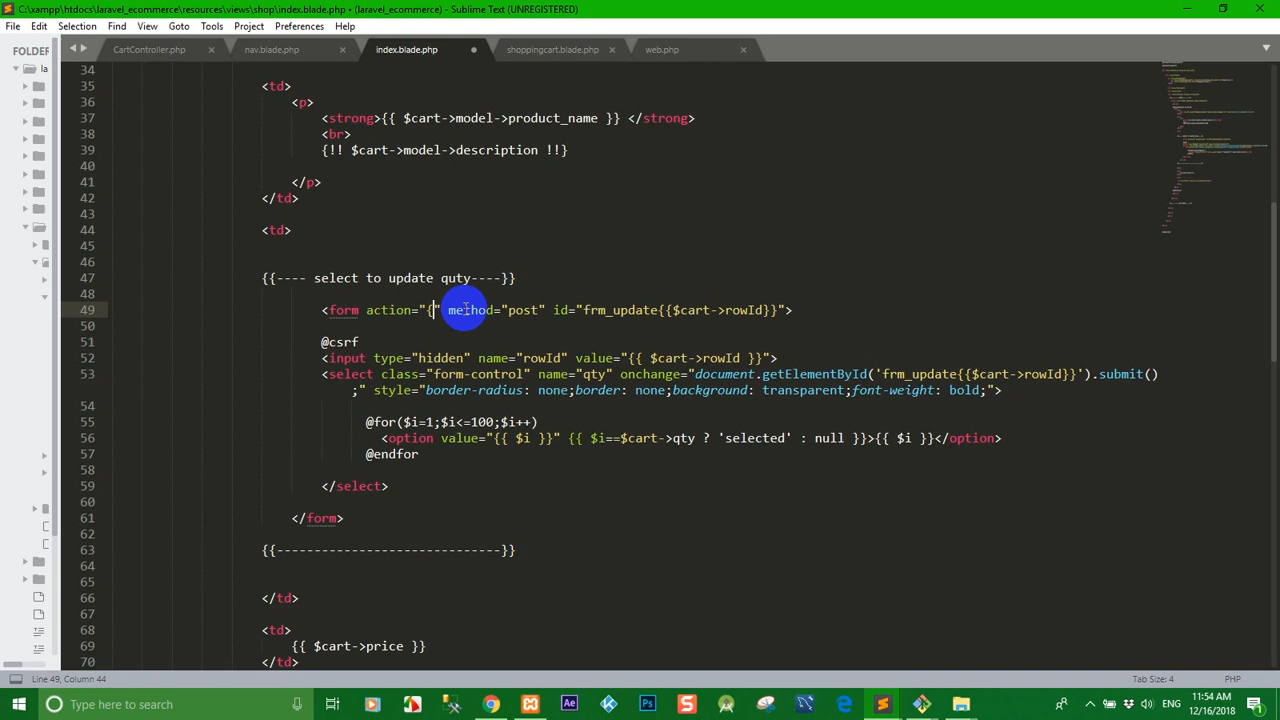 C:\xampp\htdocs\laravel_ecommerce\resources\views\shop\index.blade.php • (laravel_ecommerce) - Sublime Text (UNREGISTERED)
File Edit Selection Find View Goto Tools Project Preferences Help
FOLDER
CartController.php nav.blade.php index.blade.php shoppingcart.blade.php web.php
la
34
35 <td>
36 <p>
37 <strong>{{ $cart->model->product_name }} </strong>
38 <br>
39 {!! $cart->model->descrption !!}
40
41 </p>
42 </td>
43
44 <td>
45
46
47 {{---- select to update quty----}}
48
49 <form action="{" method="post" id="frm_update{{$cart->rowId}}">
50
51 @csrf
52 <input type="hidden" name="rowId" value="{{ $cart->rowId }}">
53 <select class="form-control" name="qty" onchange="document.getElementById('frm_update{{$cart->rowId}}').submit()
;" style="border-radius: none;border: none;background: transparent;font-weight: bold;">
54
55 @for($i=1;$i<=100;$i++)
56 <option value="{{ $i }}" {{ $i==$cart->qty ? 'selected' : null }}>{{ $i }}</option>
57 @endfor
58
59 </select>
60
61 </form>
62
63 {{------------------------------}}
64
65
66 </td>
67
68 <td>
69 {{ $cart->price }}
70 </td>
Line 49, Column 44 Tab Size: 4 PHP
Type here to search
ENG
11:54 AM
12/16/2018